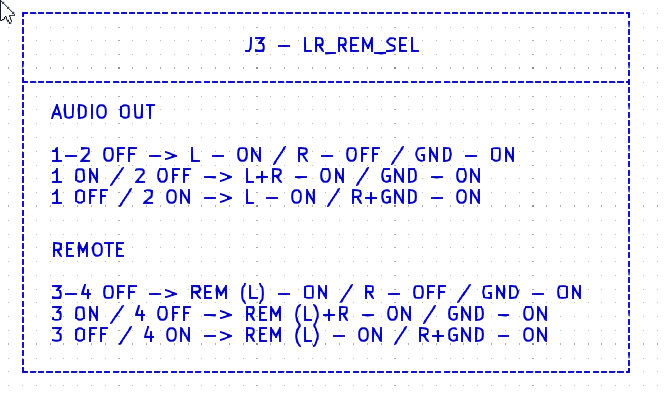 J3 - LR_REM_SEL
AUDIO OUT
1-2 OFF -> L - ON / R - OFF / GND - ON
1 ON / 2 OFF -> L+R - ON / GND - ON
1 OFF / 2 ON -> L - ON / R+GND - ON
REMOTE
3-4 OFF -> REM (L) - ON / R - OFF / GND - ON
3 ON / 4 OFF -> REM (L)+R - ON / GND - ON
3 OFF / 4 ON -> REM (L) - ON / R+GND - ON